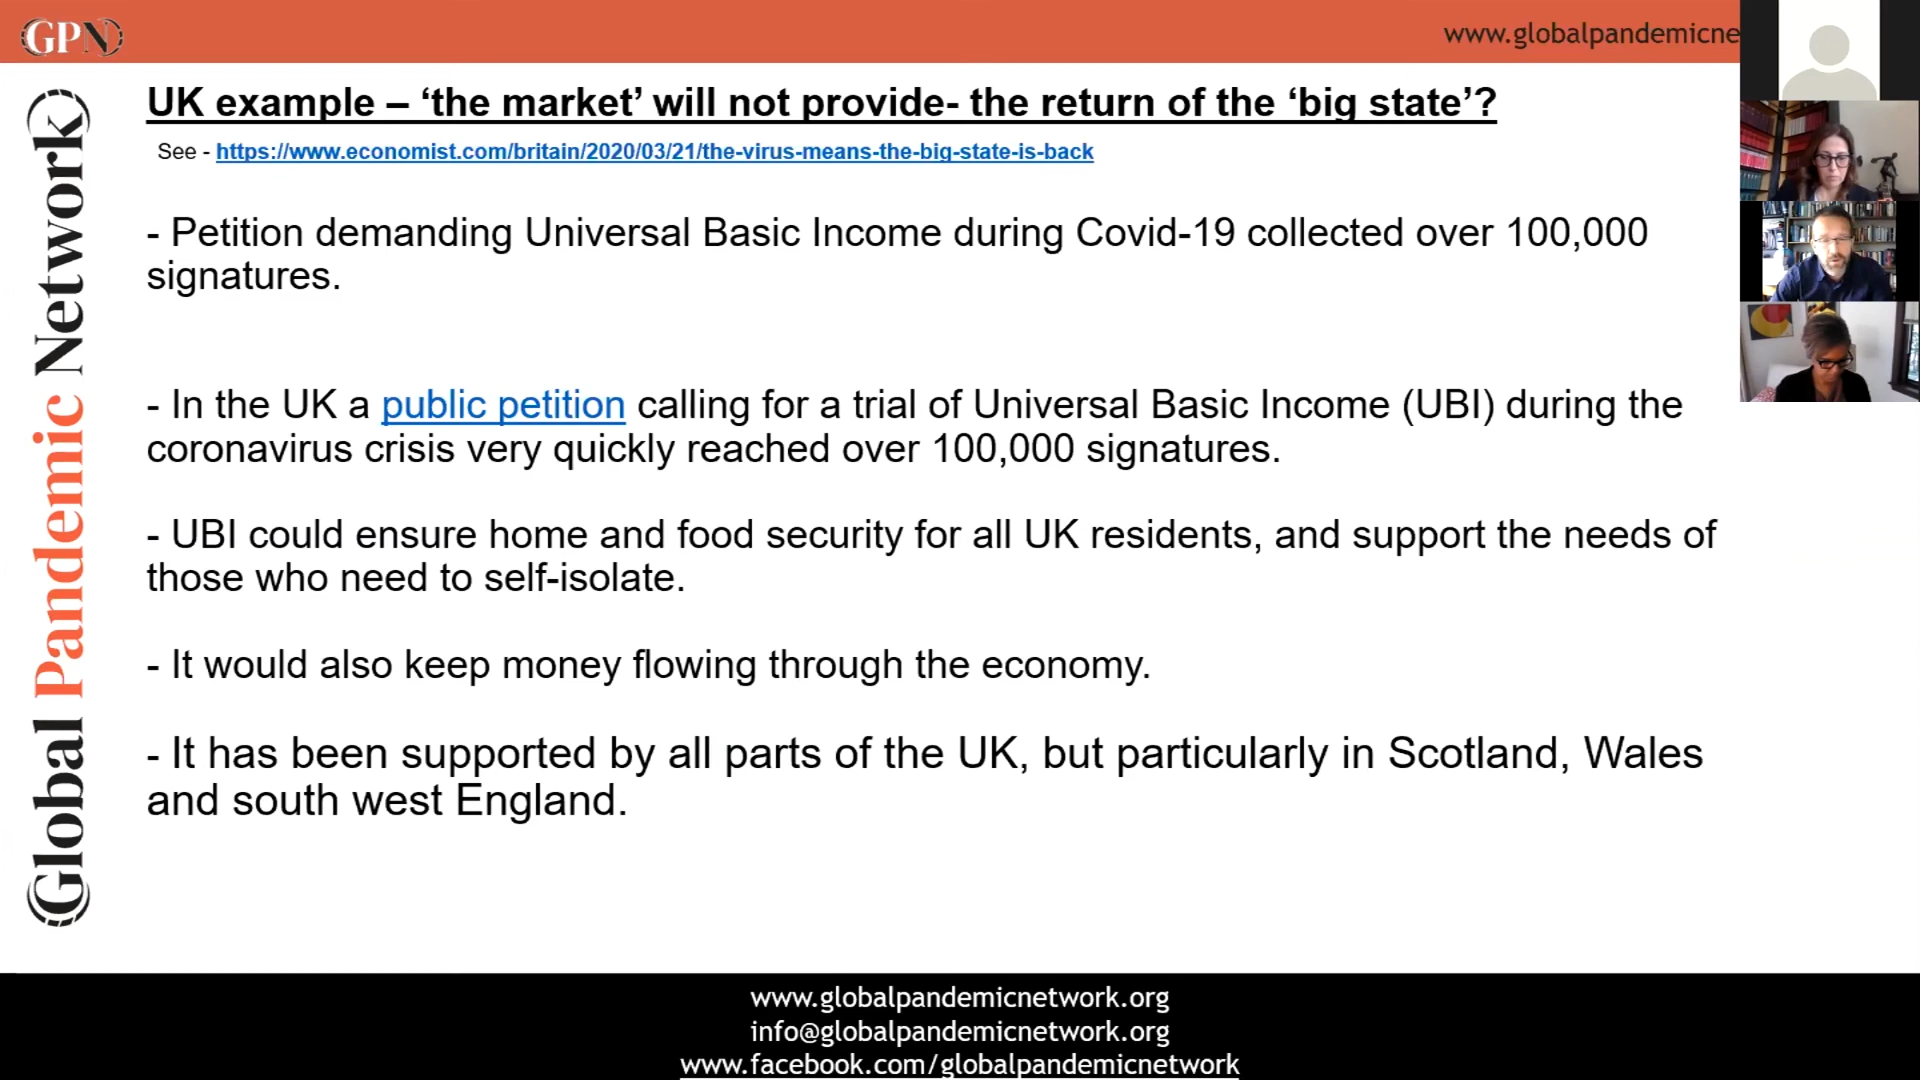 GPN
www.globalpandemicne
Global Pandemic Network
UK example – ‘the market’ will not provide- the return of the ‘big state’?
See - https://www.economist.com/britain/2020/03/21/the-virus-means-the-big-state-is-back
- Petition demanding Universal Basic Income during Covid-19 collected over 100,000
signatures.
- In the UK a public petition calling for a trial of Universal Basic Income (UBI) during the
coronavirus crisis very quickly reached over 100,000 signatures.
- UBI could ensure home and food security for all UK residents, and support the needs of
those who need to self-isolate.
- It would also keep money flowing through the economy.
- It has been supported by all parts of the UK, but particularly in Scotland, Wales
and south west England.
www.globalpandemicnetwork.org
info@globalpandemicnetwork.org
www.facebook.com/globalpandemicnetwork